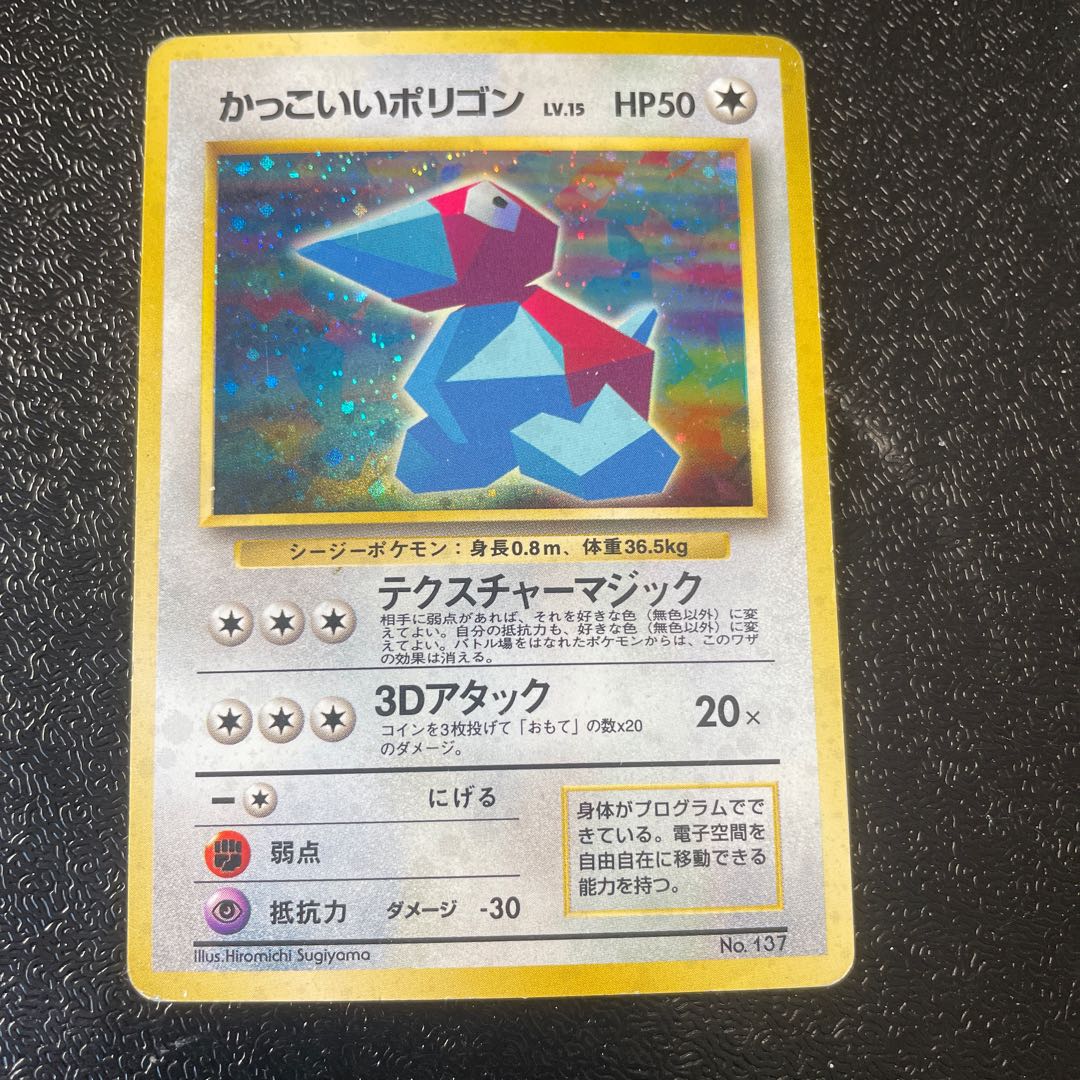 かっこいいポリゴン LV.15 HP50
シージーポケモン：身長0.8m、体重36.5kg
テクスチャーマジック
相手に弱点があれば、それを好きな色（無色以外）に変
えてよい。自分の抵抗力も、好きな色（無色以外）に変
えてよい。バトル場をはなれたポケモンからは、このワザ
の効果は消える。
3Dアタック 20×
コインを3枚投げて「おもて」の数x20
のダメージ。
にげる
弱点
抵抗力 ダメージ -30
身体がプログラムでで
きている。電子空間を
自由自在に移動できる
能力を持つ。
Illus.Hiromichi Sugiyama
No. 137